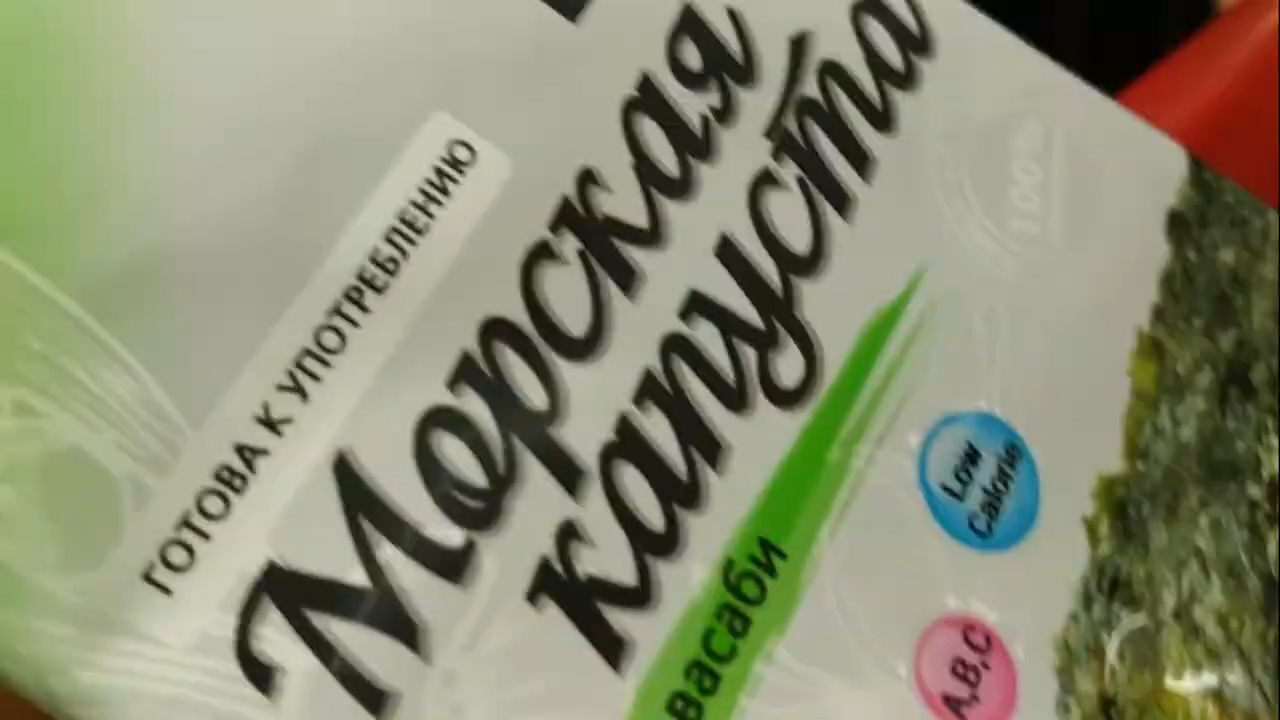 ГОТОВА К УПОТРЕБЛЕНИЮ
Морская
капуста
васаби
100%
Low
Calorie
A,B,C